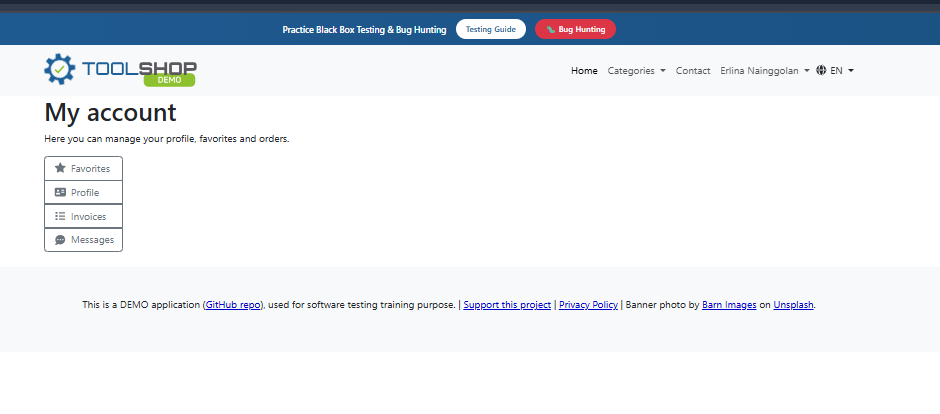 Practice Black Box Testing & Bug Hunting Testing Guide Bug Hunting
TOOLSHOP
DEMO
Home Categories Contact Erlina Nainggolan EN
My account
Here you can manage your profile, favorites and orders.
Favorites
Profile
Invoices
Messages
This is a DEMO application (GitHub repo), used for software testing training purpose. | Support this project | Privacy Policy | Banner photo by Barn Images on Unsplash.